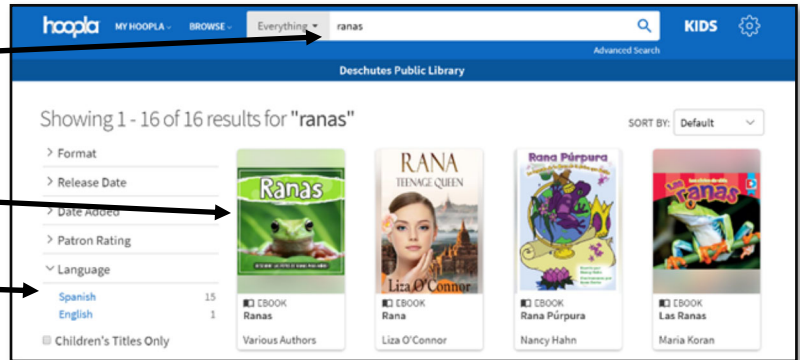 hoopla MY HOOPLA BROWSE Everything ranas KIDS
Advanced Search
Deschutes Public Library
Showing 1 - 16 of 16 results for "ranas"
SORT BY: Default
Format
Release Date
Date Added
Patron Rating
Language
Spanish 15
English 1
Children's Titles Only
Ranas
EBOOK
Ranas
Various Authors
RANA
TEENAGE QUEEN
Liza O'Connor
EBOOK
Rana
Liza O'Connor
Rana Púrpura
EBOOK
Rana Púrpura
Nancy Hahn
Las ranas
EBOOK
Las Ranas
Maria Koran